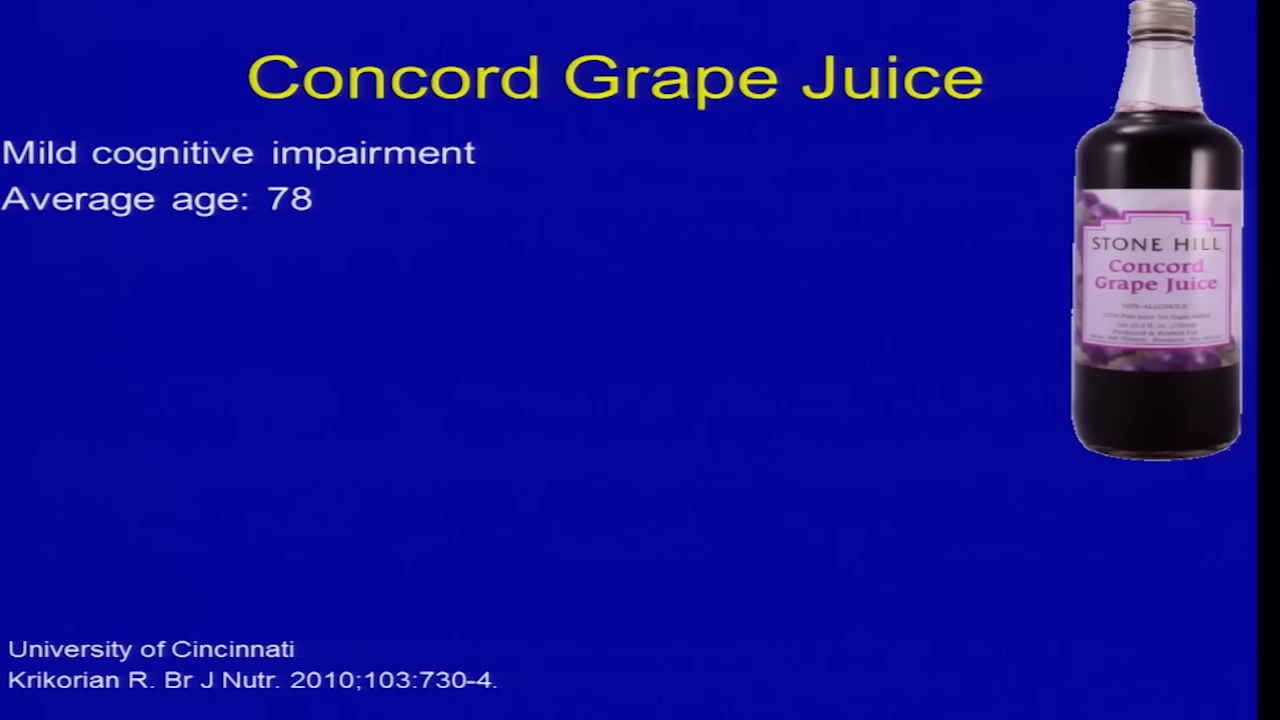 Concord Grape Juice
Mild cognitive impairment
Average age: 78
STONE HILL
Concord
Grape Juice
University of Cincinnati
Krikorian R. Br J Nutr. 2010;103:730-4.